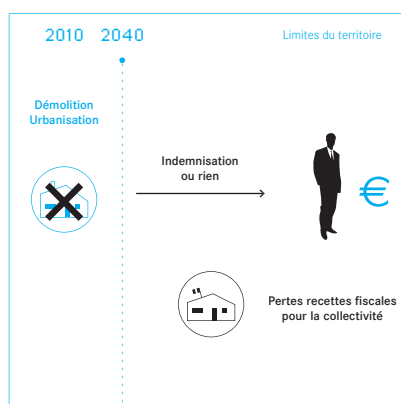 2010 2040
Limites du territoire
Démolition
Urbanisation
Indemnisation
ou rien
€
Pertes recettes fiscales
pour la collectivité